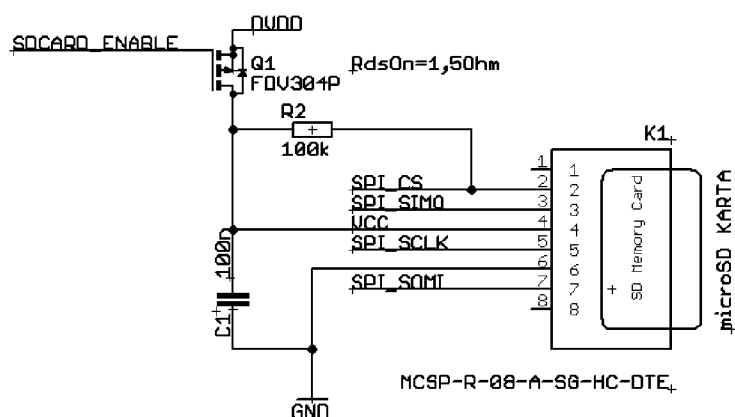 DVDD
SDCARD_ENABLE
Q1
FDV304P
RdsOn=1,5Ohm
R2
100k
K1
1 1
SPI_CS 2 2
SPI_SIMO 3 3
VCC 4 4
SPI_SCLK 5 5
6 6
SPI_SOMI 7 7
8 8
100n
C1
SD Memory Card
microSD KARTA
MCSP-R-08-A-SG-HC-DTE
GND